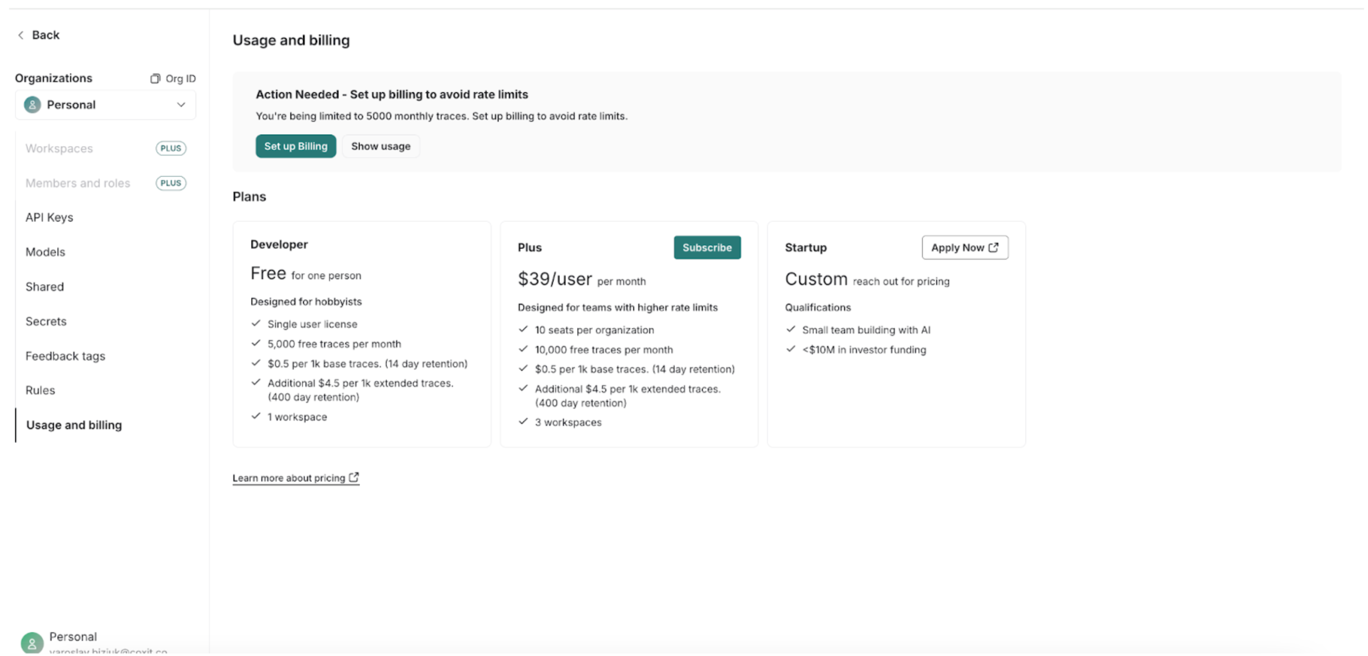 Back
Organizations
Org ID
Personal
Workspaces PLUS
Members and roles PLUS
API Keys
Models
Shared
Secrets
Feedback tags
Rules
Usage and billing
Personal
Usage and billing
Action Needed - Set up billing to avoid rate limits
You're being limited to 5000 monthly traces. Set up billing to avoid rate limits.
Set up Billing
Show usage
Plans
Developer
Free for one person
Designed for hobbyists
Single user license
5,000 free traces per month
$0.5 per 1k base traces. (14 day retention)
Additional $4.5 per 1k extended traces.
(400 day retention)
1 workspace
Plus
Subscribe
$39/user per month
Designed for teams with higher rate limits
10 seats per organization
10,000 free traces per month
$0.5 per 1k base traces. (14 day retention)
Additional $4.5 per 1k extended traces.
(400 day retention)
3 workspaces
Startup
Apply Now
Custom reach out for pricing
Qualifications
Small team building with AI
<$10M in investor funding
Learn more about pricing